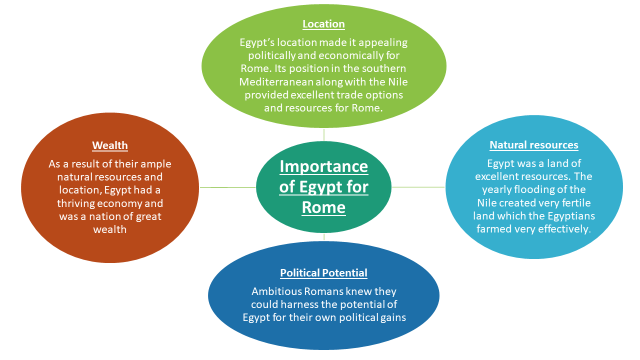 Location
Egypt's location made it appealing
politically and economically for
Rome. Its position in the southern
Mediterranean along with the Nile
provided excellent trade options
and resources for Rome.
Wealth
As a result of their ample
natural resources and
location, Egypt had a
thriving economy and
was a nation of great
wealth
Importance
of Egypt for
Rome
Natural resources
Egypt was a land of
excellent resources. The
yearly flooding of the
Nile created very fertile
land which the Egyptians
farmed very effectively.
Political Potential
Ambitious Romans knew they
could harness the potential of
Egypt for their own political gains